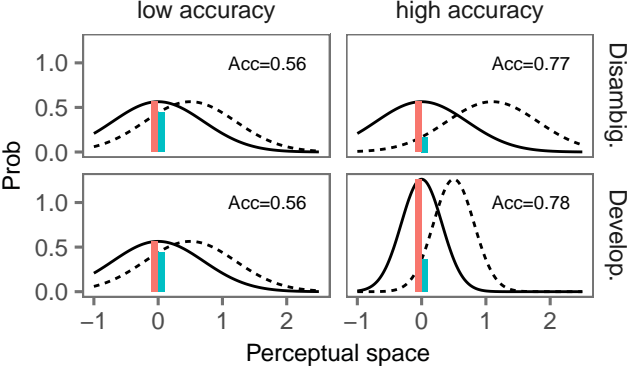 low accuracy high accuracy
Prob
1.0
0.5
0.0
Acc=0.56
Acc=0.77
Disambig.
1.0
0.5
0.0
Acc=0.56
Acc=0.78
Develop.
−1 0 1 2 −1 0 1 2
Perceptual space